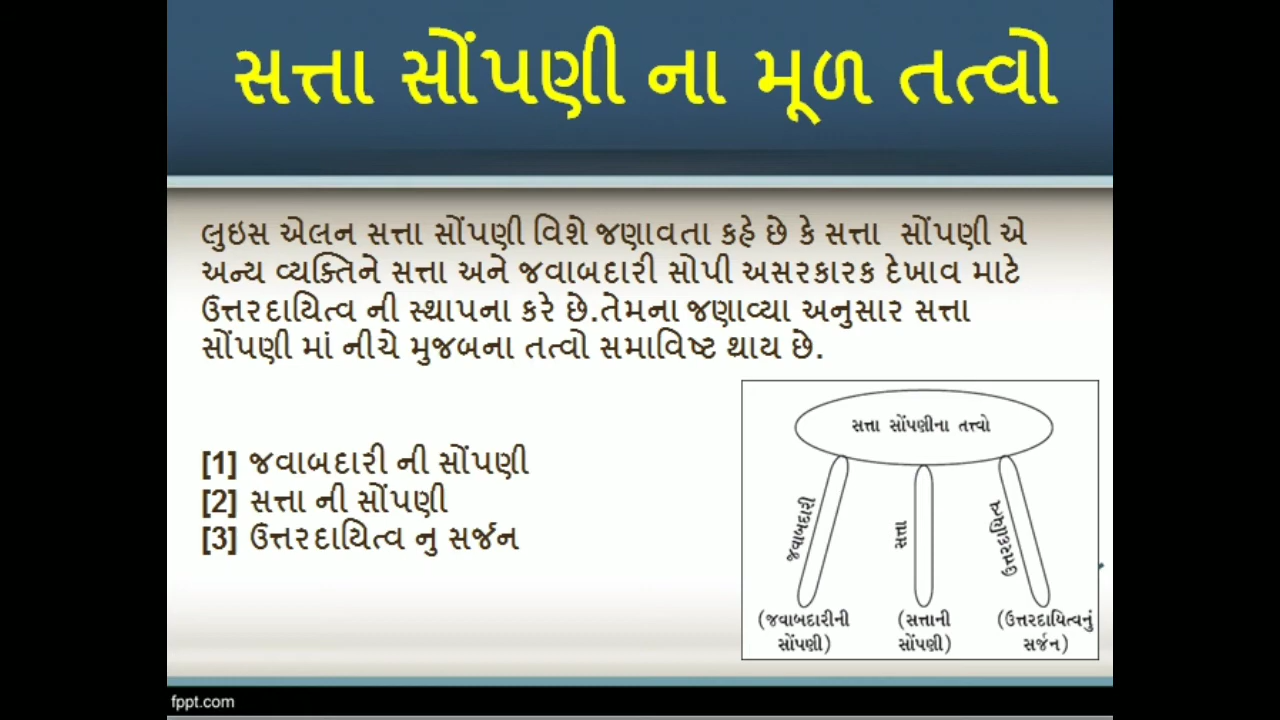 સત્તા સોંપણી ના મૂળ તત્વો
લુઇસ એલન સત્તા સોંપણી વિશે જણાવતા કહે છે કે સત્તા સોંપણી એ
અન્ય વ્યક્તિને સત્તા અને જવાબદારી સોપી અસરકારક દેખાવ માટે
ઉત્તરદાયિત્વ ની સ્થાપના કરે છે.તેમના જણાવ્યા અનુસાર સત્તા
સોંપણી માં નીચે મુજબના તત્વો સમાવિષ્ટ થાય છે.
[1] જવાબદારી ની સોંપણી
[2] સત્તા ની સોંપણી
[3] ઉત્તરદાયિત્વ નુ સર્જન
સત્તા સોંપણીના તત્ત્વો
જવાબદારી
સત્તા
ઉત્તરદાયિત્વ
(જવાબદારીની
સોંપણી)
(સત્તાની
સોંપણી)
(ઉત્તરદાયિત્વનું
સર્જન)
fppt.com